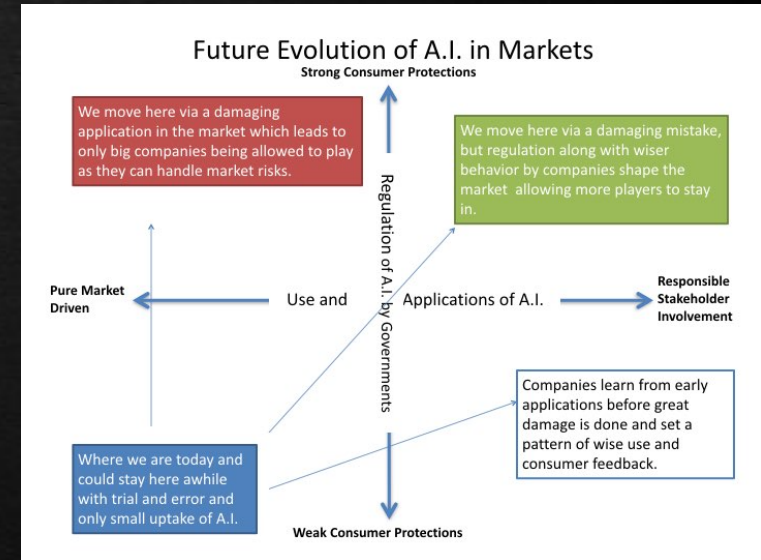 Future Evolution of A.I. in Markets
Strong Consumer Protections
We move here via a damaging
application in the market which leads to
only big companies being allowed to play
as they can handle market risks.
We move here via a damaging mistake,
but regulation along with wiser
behavior by companies shape the
market allowing more players to stay
in.
Regulation of A.I. by Governments
Pure Market
Driven
Use and Applications of A.I.
Responsible
Stakeholder
Involvement
Companies learn from early
applications before great
damage is done and set a
pattern of wise use and
consumer feedback.
Where we are today and
could stay here awhile
with trial and error and
only small uptake of A.I.
Weak Consumer Protections